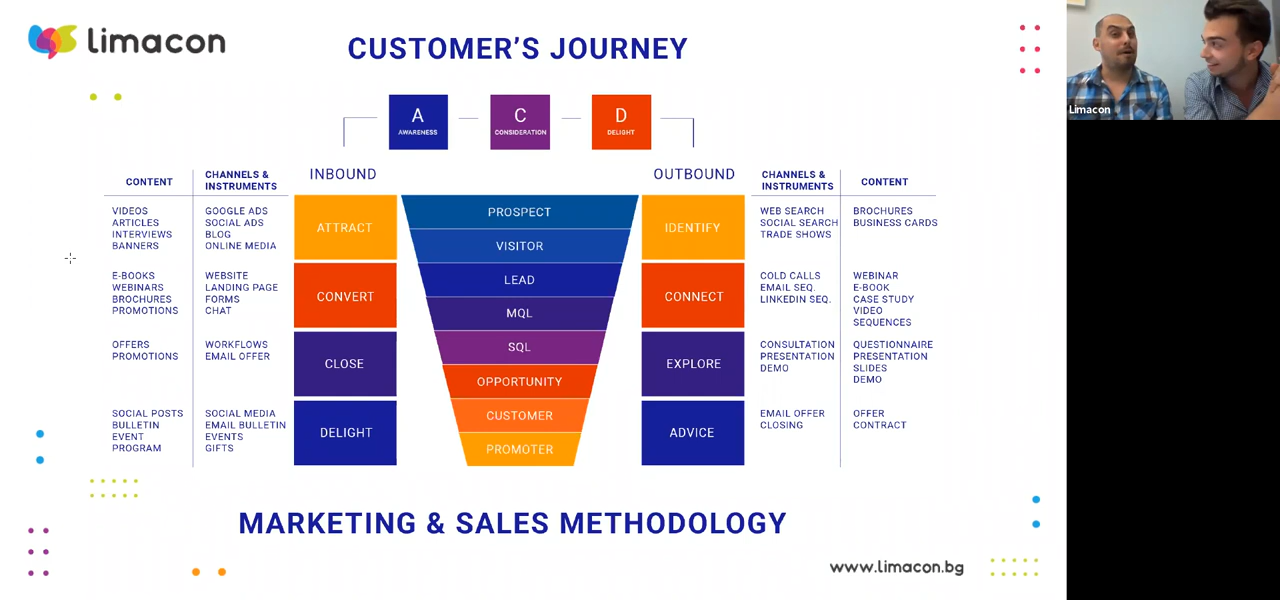 limacon
CUSTOMER'S JOURNEY
Limacon
A
AWARENESS
C
CONSIDERATION
D
DELIGHT
INBOUND
OUTBOUND
CONTENT
CHANNELS &
INSTRUMENTS
CHANNELS &
INSTRUMENTS
CONTENT
VIDEOS
ARTICLES
INTERVIEWS
BANNERS
GOOGLE ADS
SOCIAL ADS
BLOG
ONLINE MEDIA
ATTRACT
PROSPECT
VISITOR
IDENTIFY
WEB SEARCH
SOCIAL SEARCH
TRADE SHOWS
BROCHURES
BUSINESS CARDS
E-BOOKS
WEBINARS
BROCHURES
PROMOTIONS
WEBSITE
LANDING PAGE
FORMS
CHAT
CONVERT
LEAD
MQL
CONNECT
COLD CALLS
EMAIL SEQ.
LINKEDIN SEQ.
WEBINAR
E-BOOK
CASE STUDY
VIDEO
SEQUENCES
OFFERS
PROMOTIONS
WORKFLOWS
EMAIL OFFER
CLOSE
SQL
OPPORTUNITY
EXPLORE
CONSULTATION
PRESENTATION
DEMO
QUESTIONNAIRE
PRESENTATION
SLIDES
DEMO
SOCIAL POSTS
BULLETIN
EVENT
PROGRAM
SOCIAL MEDIA
EMAIL BULLETIN
EVENTS
GIFTS
DELIGHT
CUSTOMER
PROMOTER
ADVICE
EMAIL OFFER
CLOSING
OFFER
CONTRACT
MARKETING & SALES METHODOLOGY
www.limacon.bg